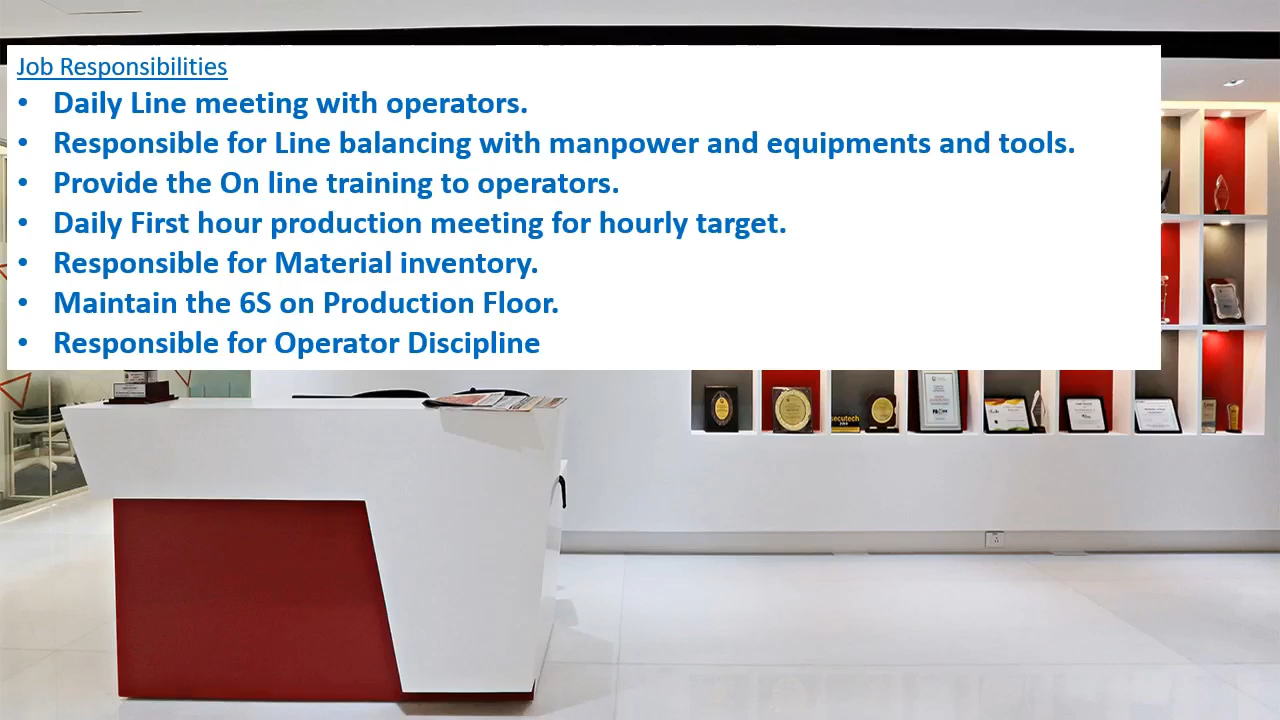 Job Responsibilities
• Daily Line meeting with operators.
• Responsible for Line balancing with manpower and equipments and tools.
• Provide the On line training to operators.
• Daily First hour production meeting for hourly target.
• Responsible for Material inventory.
• Maintain the 6S on Production Floor.
• Responsible for Operator Discipline
secutech